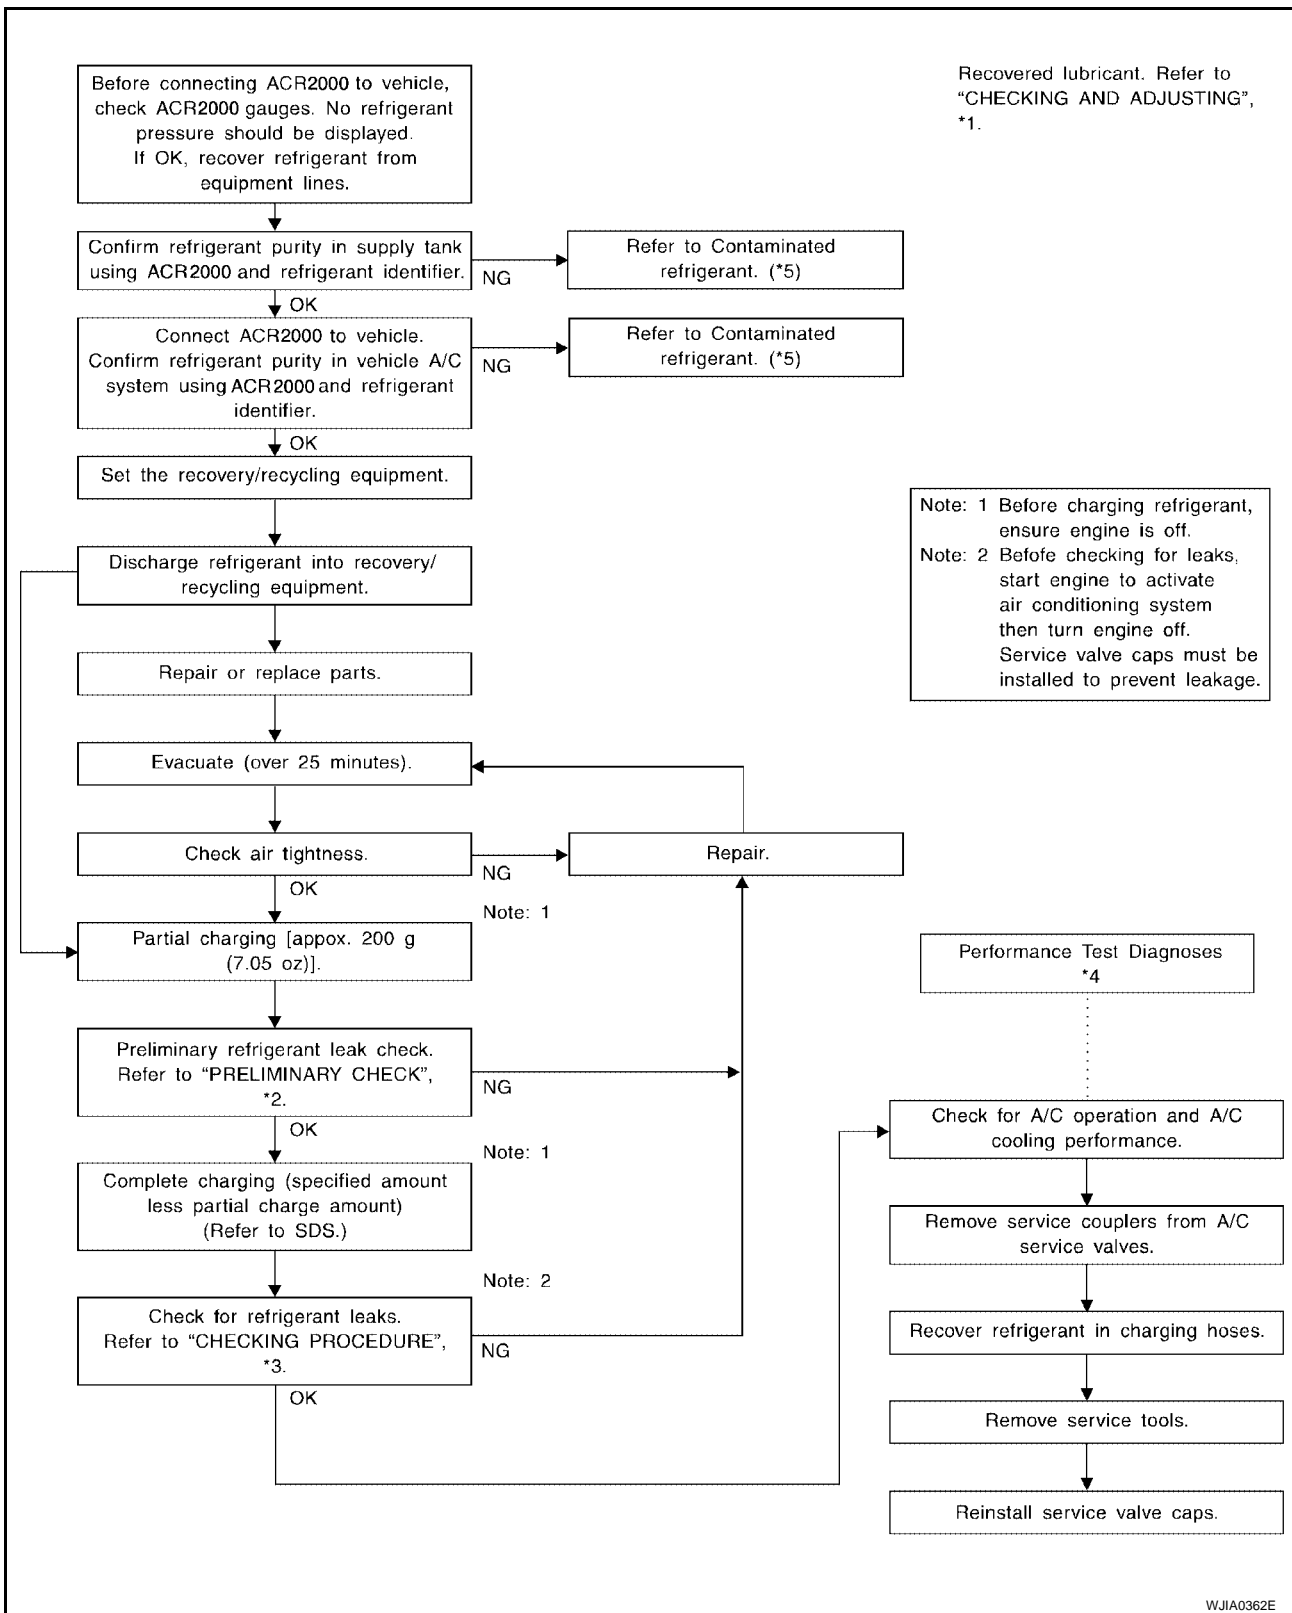 Before connecting ACR2000 to vehicle,
check ACR2000 gauges. No refrigerant
pressure should be displayed.
If OK, recover refrigerant from
equipment lines.
Recovered lubricant. Refer to
“CHECKING AND ADJUSTING”,
*1.
Confirm refrigerant purity in supply tank
using ACR2000 and refrigerant identifier.
NG
Refer to Contaminated
refrigerant. (*5)
OK
Connect ACR2000 to vehicle.
Confirm refrigerant purity in vehicle A/C
system using ACR2000 and refrigerant
identifier.
NG
Refer to Contaminated
refrigerant. (*5)
OK
Set the recovery/recycling equipment.
Note: 1 Before charging refrigerant,
ensure engine is off.
Note: 2 Befofe checking for leaks,
start engine to activate
air conditioning system
then turn engine off.
Service valve caps must be
installed to prevent leakage.
Discharge refrigerant into recovery/
recycling equipment.
Repair or replace parts.
Evacuate (over 25 minutes).
Check air tightness.
NG
Repair.
OK
Note: 1
Partial charging [appox. 200 g
(7.05 oz)].
Preliminary refrigerant leak check.
Refer to “PRELIMINARY CHECK”,
*2.
NG
OK
Note: 1
Complete charging (specified amount
less partial charge amount)
(Refer to SDS.)
Note: 2
Check for refrigerant leaks.
Refer to “CHECKING PROCEDURE”,
*3.
NG
OK
Performance Test Diagnoses
*4
Check for A/C operation and A/C
cooling performance.
Remove service couplers from A/C
service valves.
Recover refrigerant in charging hoses.
Remove service tools.
Reinstall service valve caps.
WJIA0362E